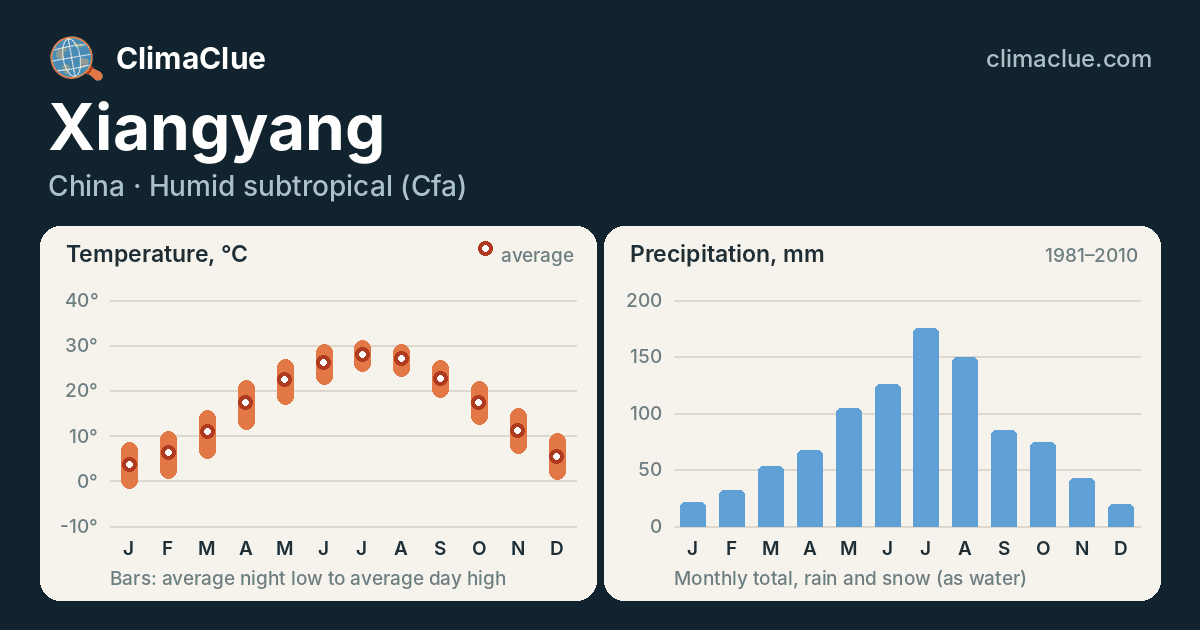 ClimaClue
climaclue.com
Xiangyang
China · Humid subtropical (Cfa)
Temperature, °C
average
40°
30°
20°
10°
0°
-10°
J F M A M J J A S O N D
Bars: average night low to average day high
Precipitation, mm
1981–2010
200
150
100
50
0
J F M A M J J A S O N D
Monthly total, rain and snow (as water)